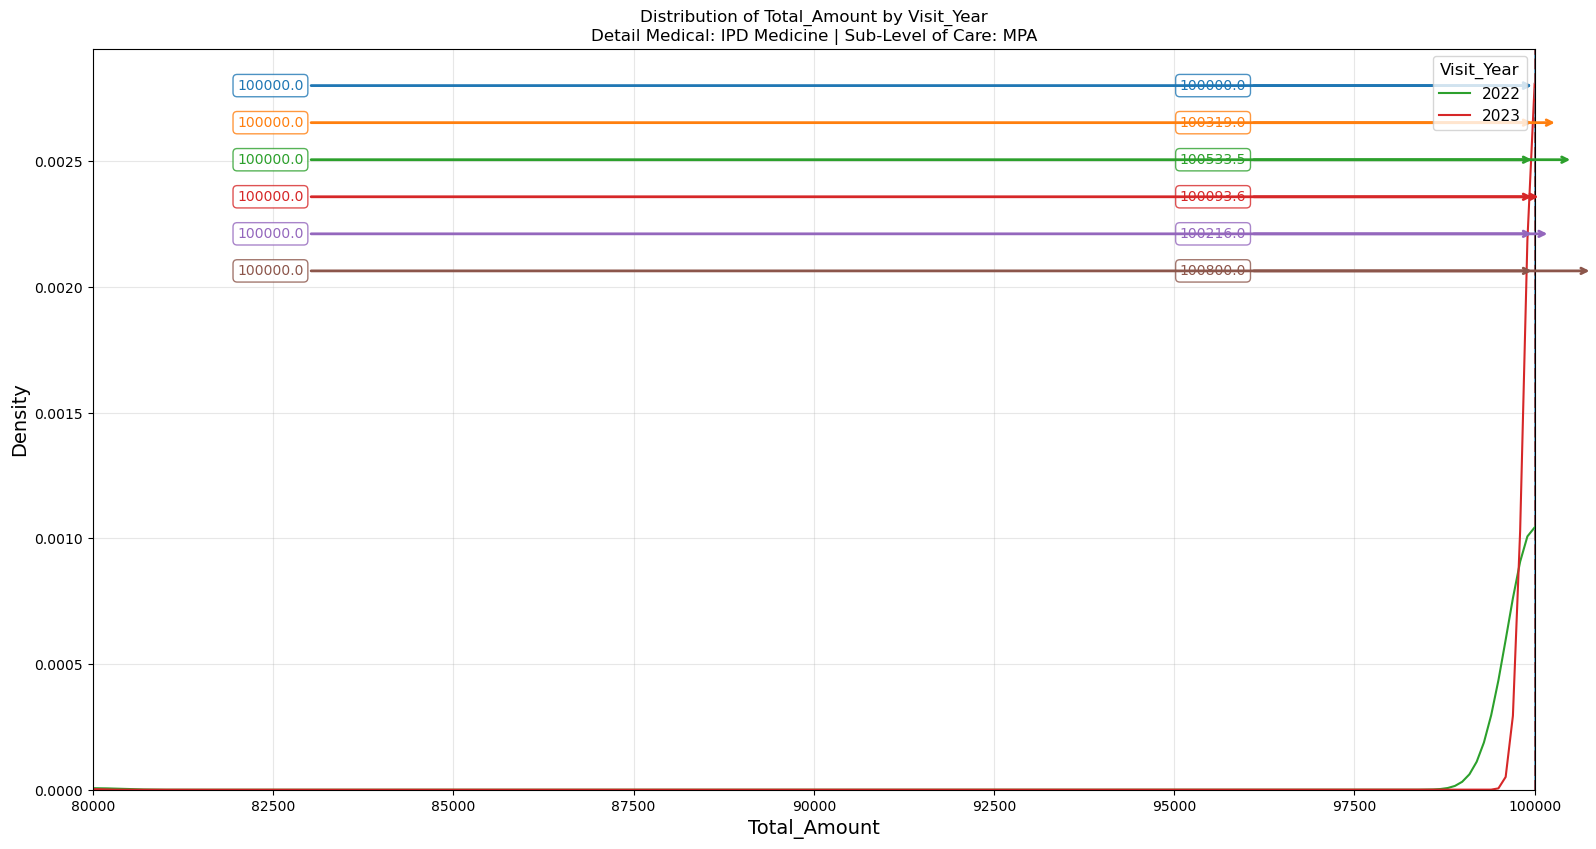 Distribution of Total_Amount by Visit_Year
Detail Medical: IPD Medicine | Sub-Level of Care: MPA
Visit_Year
2022
2023
100000.0 100000.0
100000.0 100319.0
100000.0 100533.5
100000.0 100093.6
100000.0 100216.0
100000.0 100800.0
Density
0.0025
0.0020
0.0015
0.0010
0.0005
0.0000
80000 82500 85000 87500 90000 92500 95000 97500 100000
Total_Amount